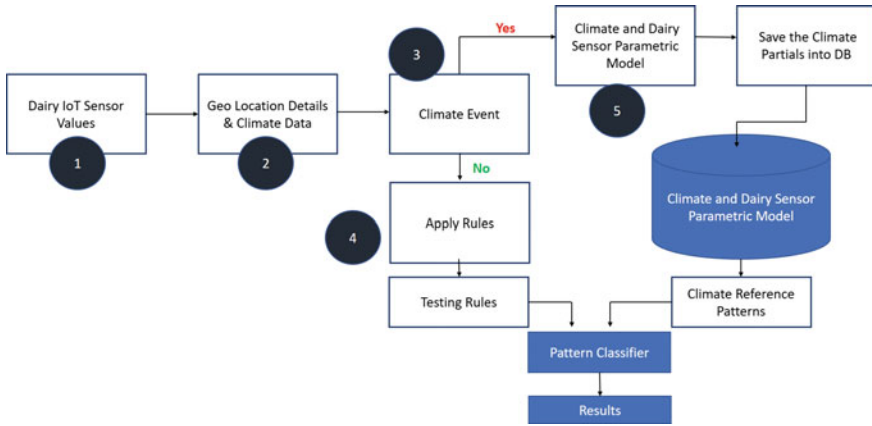 Dairy IoT Sensor
Values
1
Geo Location Details
& Climate Data
2
3
Climate Event
Yes
Climate and Dairy
Sensor Parametric
Model
5
Save the Climate
Partials into DB
No
4
Apply Rules
Testing Rules
Climate and Dairy Sensor
Parametric Model
Climate Reference
Patterns
Pattern Classifier
Results